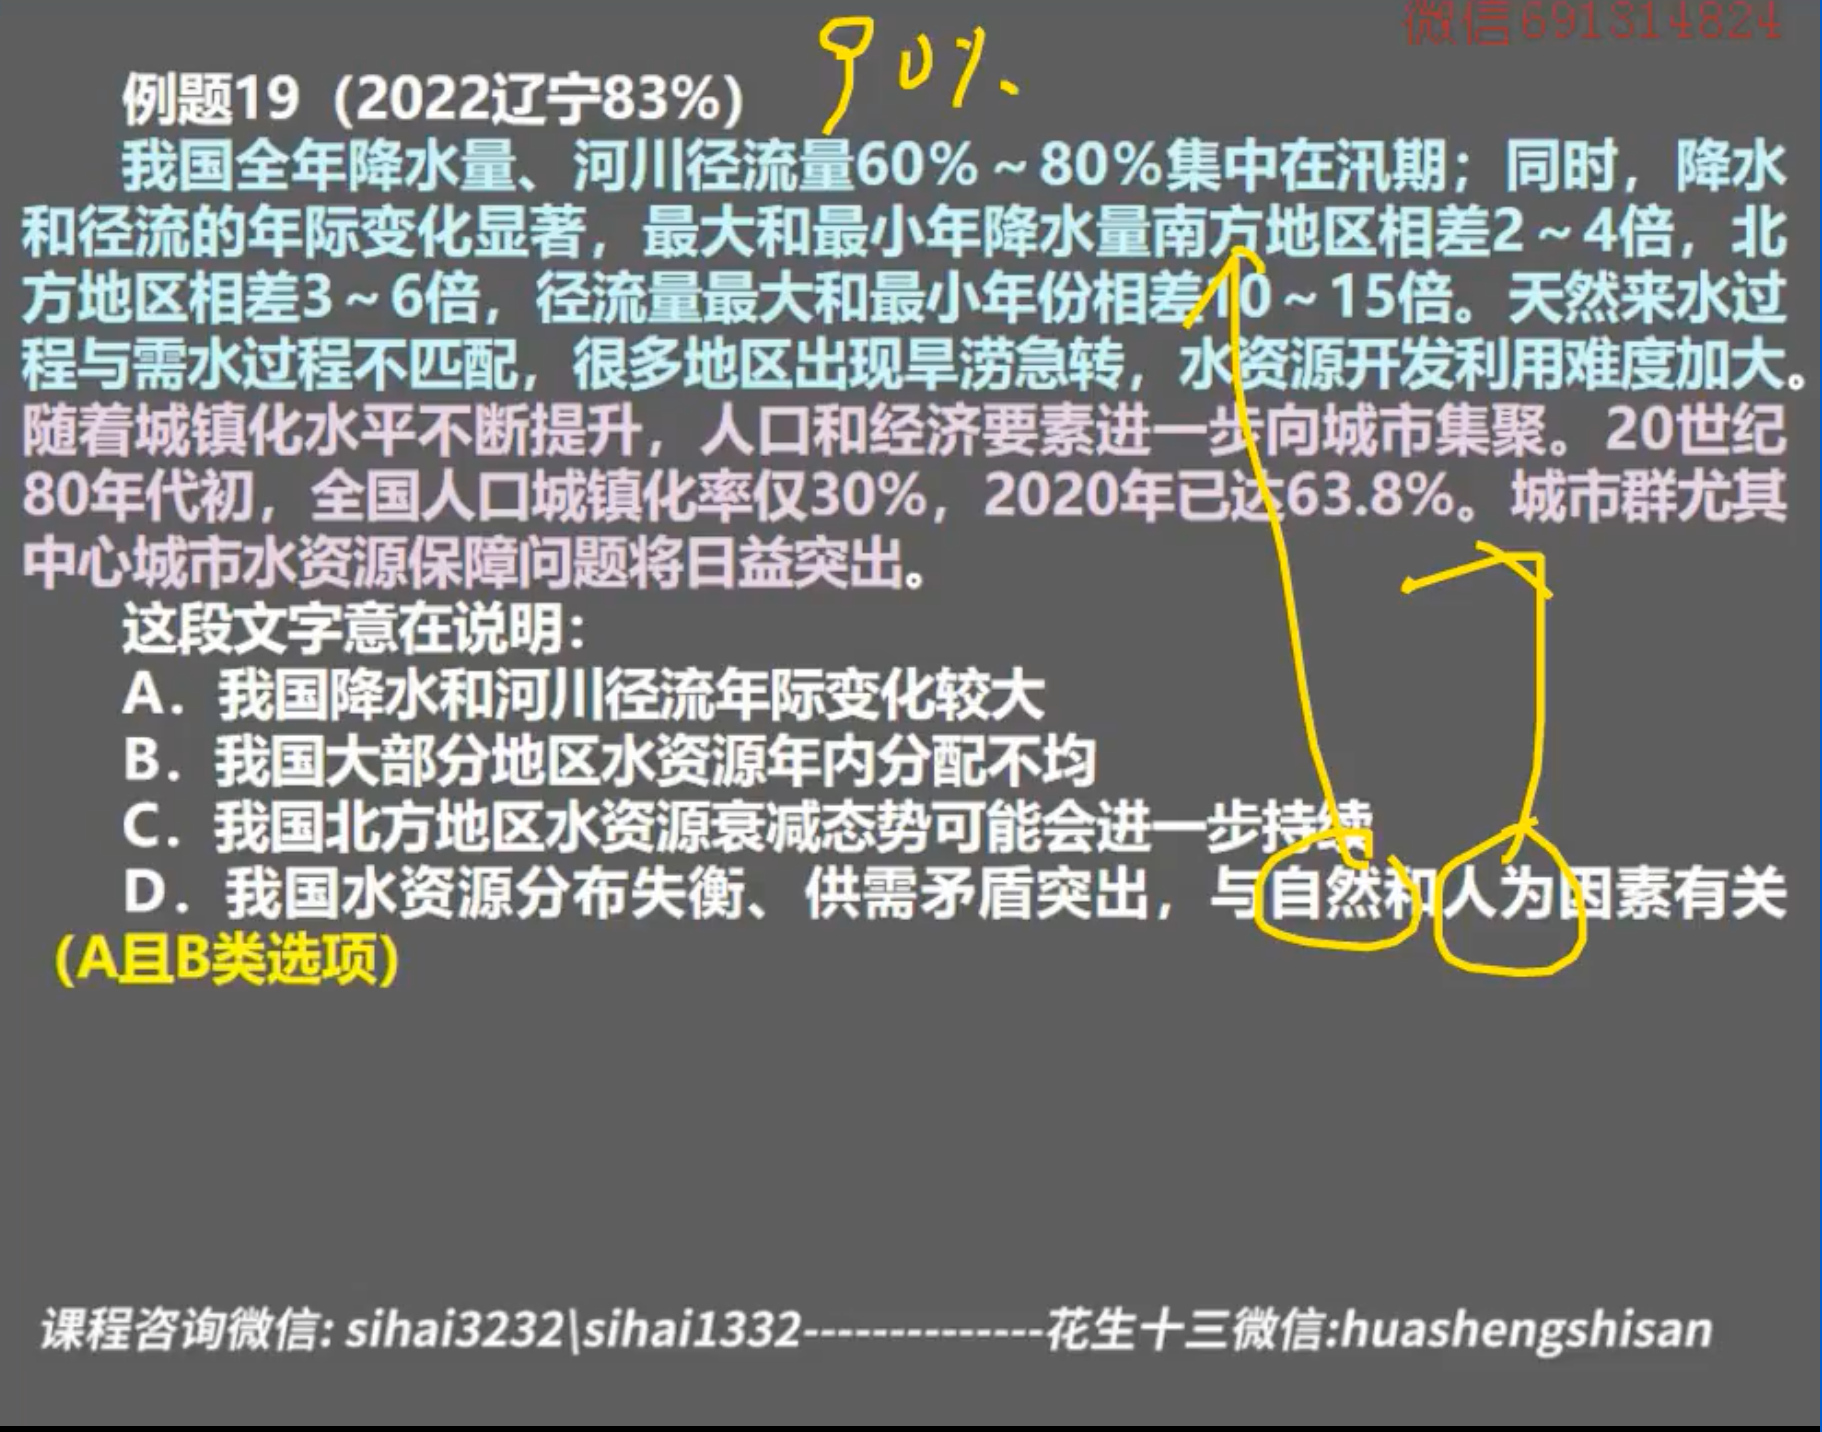 微信691314824
90%
例题19（2022辽宁83%）
我国全年降水量、河川径流量60%～80%集中在汛期；同时，降水
和径流的年际变化显著，最大和最小年降水量南方地区相差2～4倍，北
方地区相差3～6倍，径流量最大和最小年份相差10～15倍。天然来水过
程与需水过程不匹配，很多地区出现旱涝急转，水资源开发利用难度加大。
随着城镇化水平不断提升，人口和经济要素进一步向城市集聚。20世纪
80年代初，全国人口城镇化率仅30%，2020年已达63.8%。城市群尤其
中心城市水资源保障问题将日益突出。
这段文字意在说明：
A．我国降水和河川径流年际变化较大
B．我国大部分地区水资源年内分配不均
C．我国北方地区水资源衰减态势可能会进一步持续
D．我国水资源分布失衡、供需矛盾突出，与自然和人为因素有关
（A且B类选项）
课程咨询微信: sihai3232\sihai1332--------------花生十三微信:huashengshisan